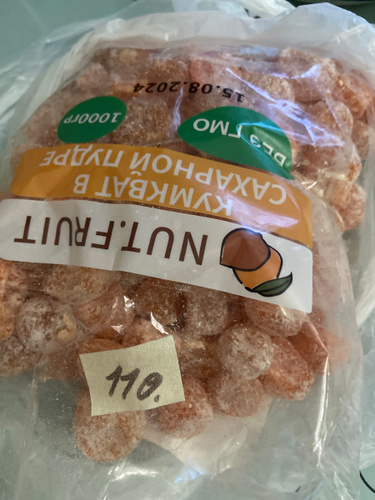 NUT.FRUIT
КУМКВАТ В
САХАРНОЙ ПУДРЕ
БЕЗ ГМО
1000гр
15.08.2024
110.